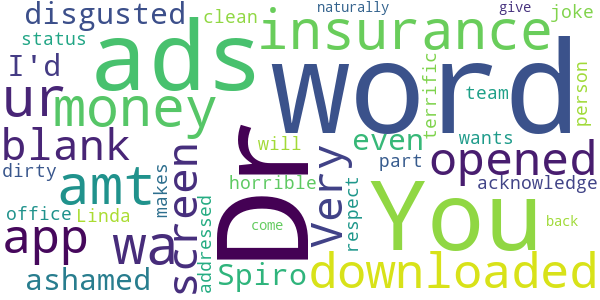 naturally give
disgusted clean joke
status ads insurance
I'd word
ur money terrific team person
blank will even wants
opened
dirty amt screen Dr Very part
horrible acknowledge
office Linda makes addressed You
app wa come respect back
ashamed Spiro downloaded